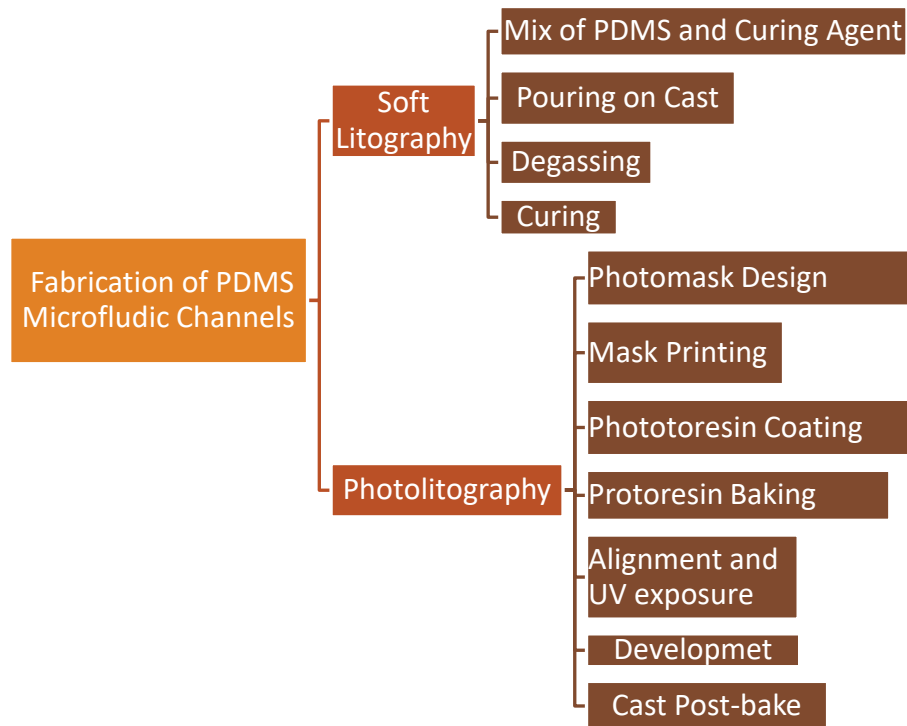 Fabrication of PDMS
Microfludic Channels
Soft
Litography
Mix of PDMS and Curing Agent
Pouring on Cast
Degassing
Curing
Photolitography
Photomask Design
Mask Printing
Phototoresin Coating
Protoresin Baking
Alignment and
UV exposure
Developmet
Cast Post-bake